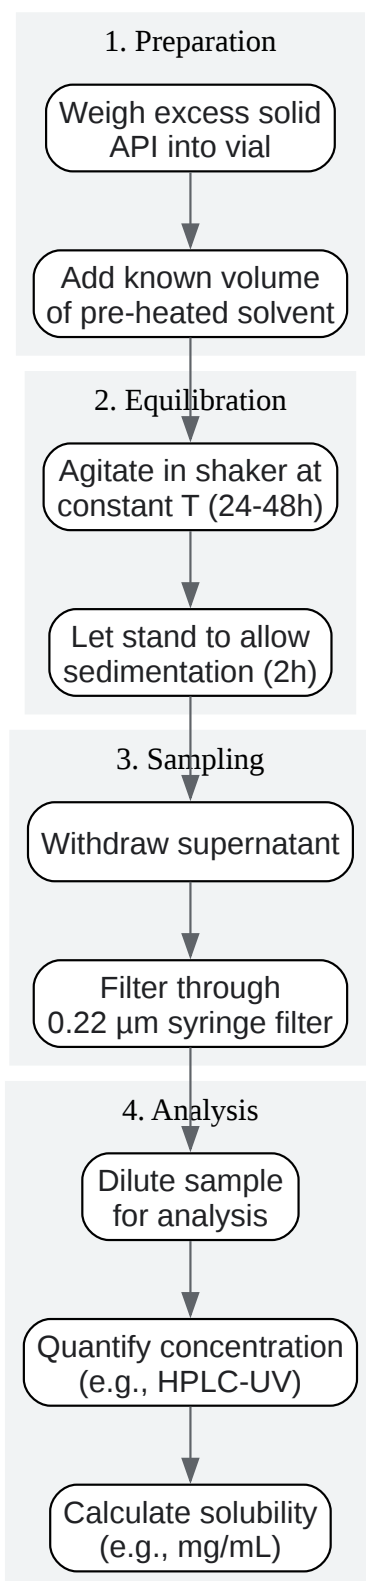 1. Preparation
Weigh excess solid
API into vial
Add known volume
of pre-heated solvent
2. Equilibration
Agitate in shaker at
constant T (24-48h)
Let stand to allow
sedimentation (2h)
3. Sampling
Withdraw supernatant
Filter through
0.22 µm syringe filter
4. Analysis
Dilute sample
for analysis
Quantify concentration
(e.g., HPLC-UV)
Calculate solubility
(e.g., mg/mL)